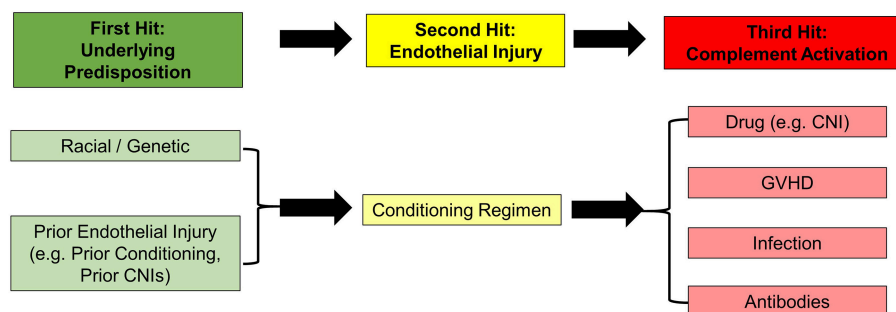 First Hit:
Underlying
Predisposition
Second Hit:
Endothelial Injury
Third Hit:
Complement Activation
Racial / Genetic
Prior Endothelial Injury
(e.g. Prior Conditioning,
Prior CNIs)
Conditioning Regimen
Drug (e.g. CNI)
GVHD
Infection
Antibodies